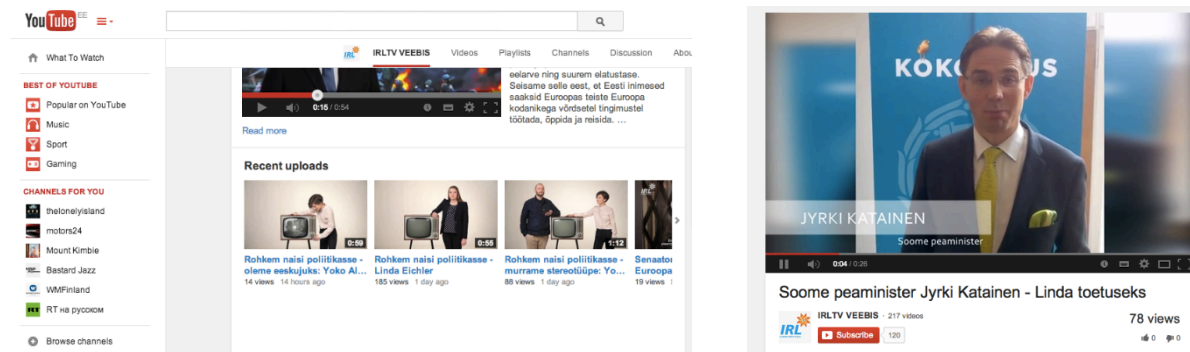 YouTube EE
IRLTV VEEBIS Videos Playlists Channels Discussion Abou
What To Watch
BEST OF YOUTUBE
Popular on YouTube
Music
Sport
Gaming
CHANNELS FOR YOU
thelonelyisland
motors24
Mount Kimbie
Bastard Jazz
WMFinland
RT на русском
Browse channels
0:15 / 0:54
eelarve ning suurem elatustase.
Seisame selle eest, et Eesti inimesed
saaksid Euroopas teiste Euroopa
kodanikega võrdsetel tingimustel
töötada, õppida ja reisida. ...
Read more
Recent uploads
0:59
Rohkem naisi poliitikasse -
oleme eeskujuks: Yoko Al...
14 views 14 hours ago
0:55
Rohkem naisi poliitikasse -
Linda Eichler
185 views 1 day ago
1:12
Rohkem naisi poliitikasse -
murrame stereotüüpe: Yo...
88 views 1 day ago
IRL
Senaator
Euroopa
19 views
KOKO US
JYRKI KATAINEN
Soome peaminister
0:04 / 0:26
Soome peaminister Jyrki Katainen - Linda toetuseks
IRL
IRLTV VEEBIS · 217 videos
Subscribe 120
78 views
0 0